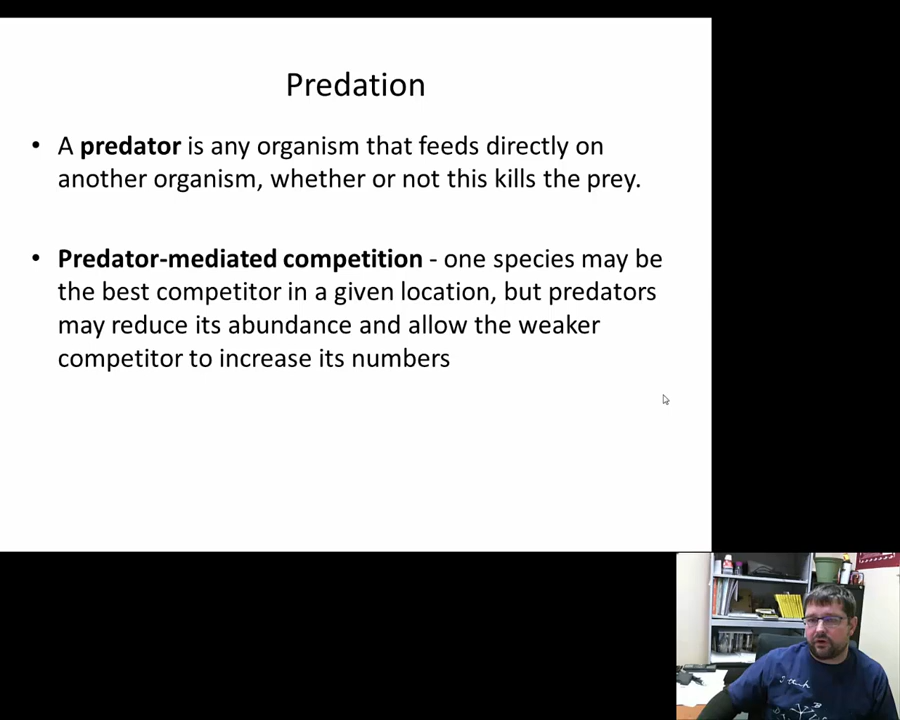 Predation
• A predator is any organism that feeds directly on
another organism, whether or not this kills the prey.
• Predator-mediated competition - one species may be
the best competitor in a given location, but predators
may reduce its abundance and allow the weaker
competitor to increase its numbers